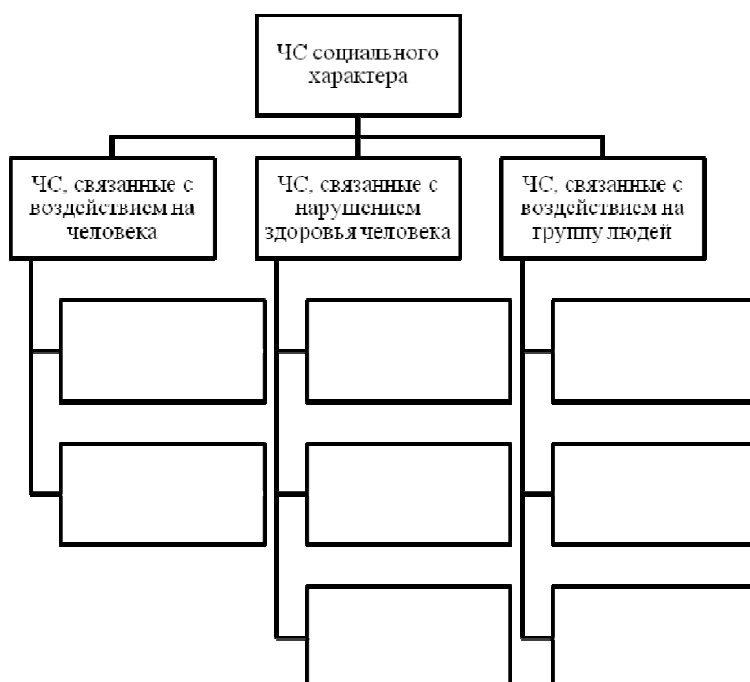 ЧС социального
характера
ЧС, связанные с
воздействием на
человека
ЧС, связанные с
нарушением
здоровья человека
ЧС, связанные с
воздействием на
группу людей